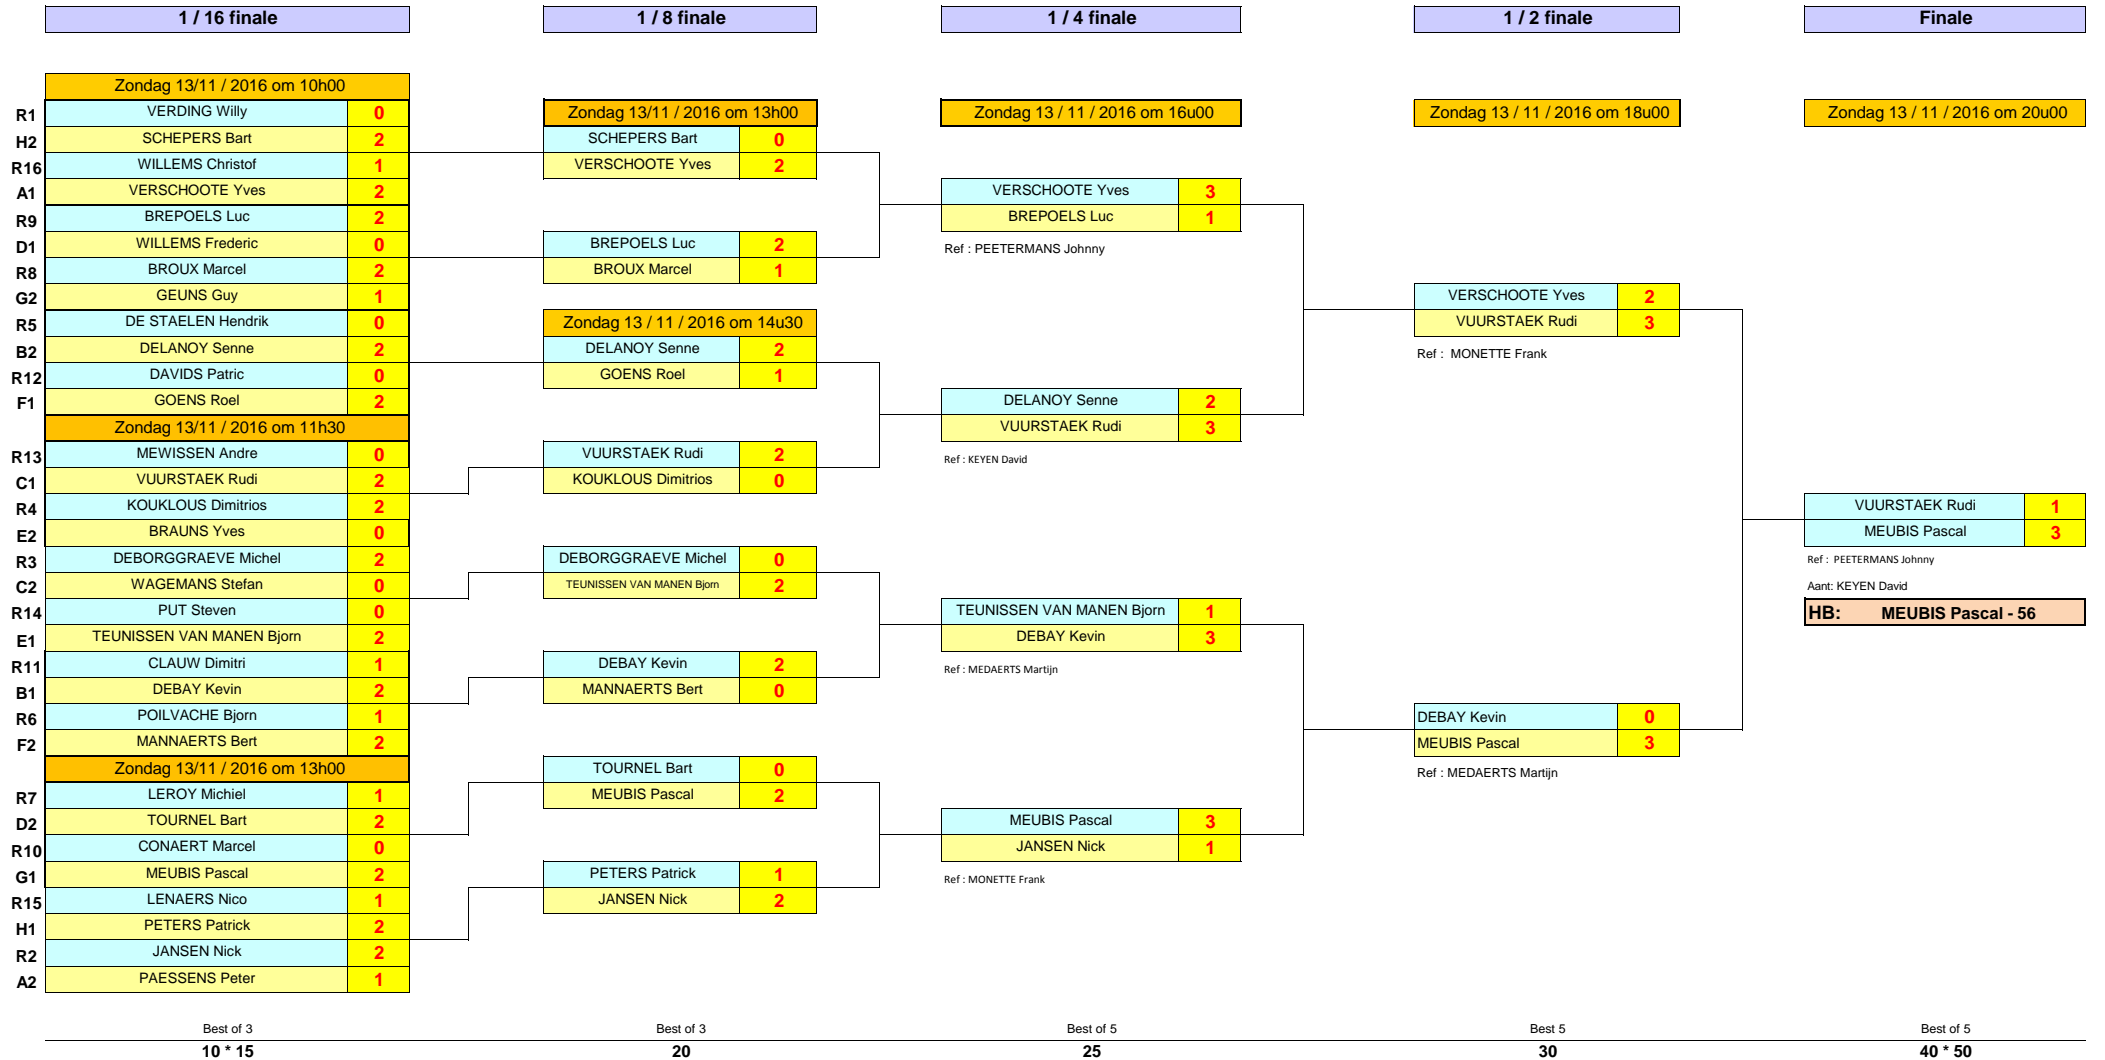 1 / 16 finale
1 / 8 finale
1 / 4 finale
1 / 2 finale
Finale
Zondag 13/11 / 2016 om 10h00
R1 VERDING Willy 0
H2 SCHEPERS Bart 2
R16 WILLEMS Christof 1
A1 VERSCHOOTE Yves 2
R9 BREPOELS Luc 2
D1 WILLEMS Frederic 0
R8 BROUX Marcel 2
G2 GEUNS Guy 1
R5 DE STAELEN Hendrik 0
B2 DELANOY Senne 2
R12 DAVIDS Patric 0
F1 GOENS Roel 2
Zondag 13/11 / 2016 om 11h30
R13 MEWISSEN Andre 0
C1 VUURSTAEK Rudi 2
R4 KOUKLOUS Dimitrios 2
E2 BRAUNS Yves 0
R3 DEBORGGRAEVE Michel 2
C2 WAGEMANS Stefan 0
R14 PUT Steven 0
E1 TEUNISSEN VAN MANEN Bjorn 2
R11 CLAUW Dimitri 1
B1 DEBAY Kevin 2
R6 POILVACHE Bjorn 1
F2 MANNAERTS Bert 2
Zondag 13/11 / 2016 om 13h00
R7 LEROY Michiel 1
D2 TOURNEL Bart 2
R10 CONAERT Marcel 0
G1 MEUBIS Pascal 2
R15 LENAERS Nico 1
H1 PETERS Patrick 2
R2 JANSEN Nick 2
A2 PAESSENS Peter 1
Best of 3
10 * 15
Zondag 13/11 / 2016 om 13h00
SCHEPERS Bart 0
VERSCHOOTE Yves 2
BREPOELS Luc 2
BROUX Marcel 1
Zondag 13 / 11 / 2016 om 14u30
DELANOY Senne 2
GOENS Roel 1
VUURSTAEK Rudi 2
KOUKLOUS Dimitrios 0
DEBORGGRAEVE Michel 0
TEUNISSEN VAN MANEN Bjorn 2
DEBAY Kevin 2
MANNAERTS Bert 0
TOURNEL Bart 0
MEUBIS Pascal 2
PETERS Patrick 1
JANSEN Nick 2
Best of 3
20
Zondag 13 / 11 / 2016 om 16u00
VERSCHOOTE Yves 3
BREPOELS Luc 1
Ref : PEETERMANS Johnny
DELANOY Senne 2
VUURSTAEK Rudi 3
Ref : KEYEN David
TEUNISSEN VAN MANEN Bjorn 1
DEBAY Kevin 3
Ref : MEDAERTS Martijn
MEUBIS Pascal 3
JANSEN Nick 1
Ref : MONETTE Frank
Best of 5
25
Zondag 13 / 11 / 2016 om 18u00
VERSCHOOTE Yves 2
VUURSTAEK Rudi 3
Ref : MONETTE Frank
DEBAY Kevin 0
MEUBIS Pascal 3
Ref : MEDAERTS Martijn
Best 5
30
Zondag 13 / 11 / 2016 om 20u00
VUURSTAEK Rudi 1
MEUBIS Pascal 3
Ref : PEETERMANS Johnny
Aant: KEYEN David
HB: MEUBIS Pascal - 56
Best of 5
40 * 50